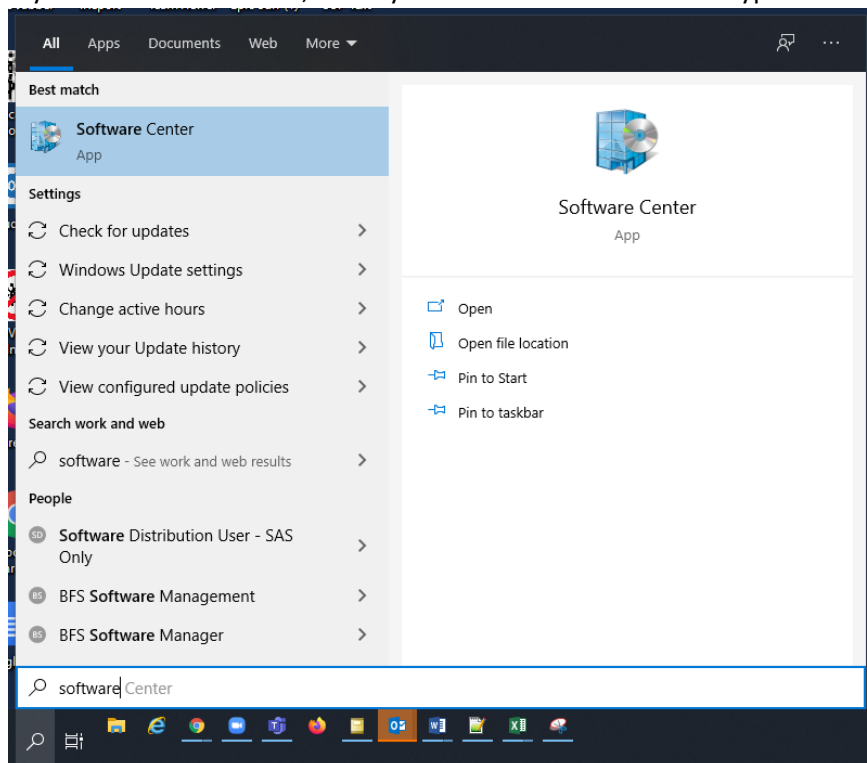 All Apps Documents Web More
Best match
Software Center
App
Settings
Check for updates
Windows Update settings
Change active hours
View your Update history
View configured update policies
Search work and web
software - See work and web results
People
SD Software Distribution User - SAS
Only
BS BFS Software Management
BS BFS Software Manager
software Center
Software Center
App
Open
Open file location
Pin to Start
Pin to taskbar